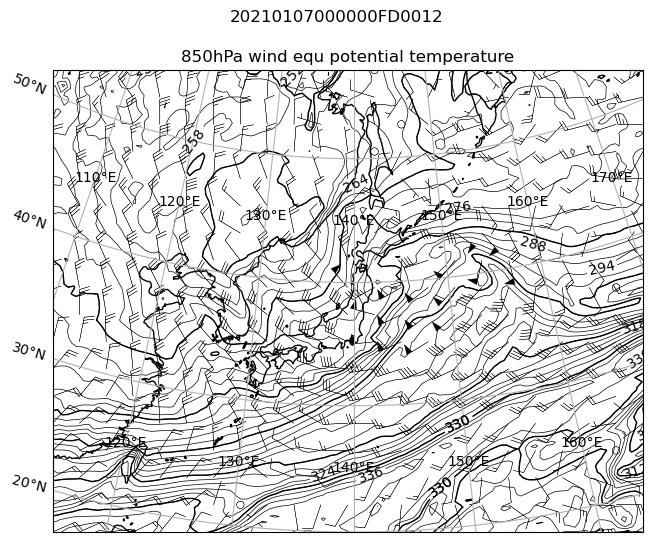 20210107000000FD0012
850hPa wind equ potential temperature
50°N
252
258
264
110°E
120°E
130°E
140°E
150°E
160°E
170°E
276
40°N
288
294
30°N
330
120°E
130°E
140°E
150°E
160°E
324
336
20°N
330